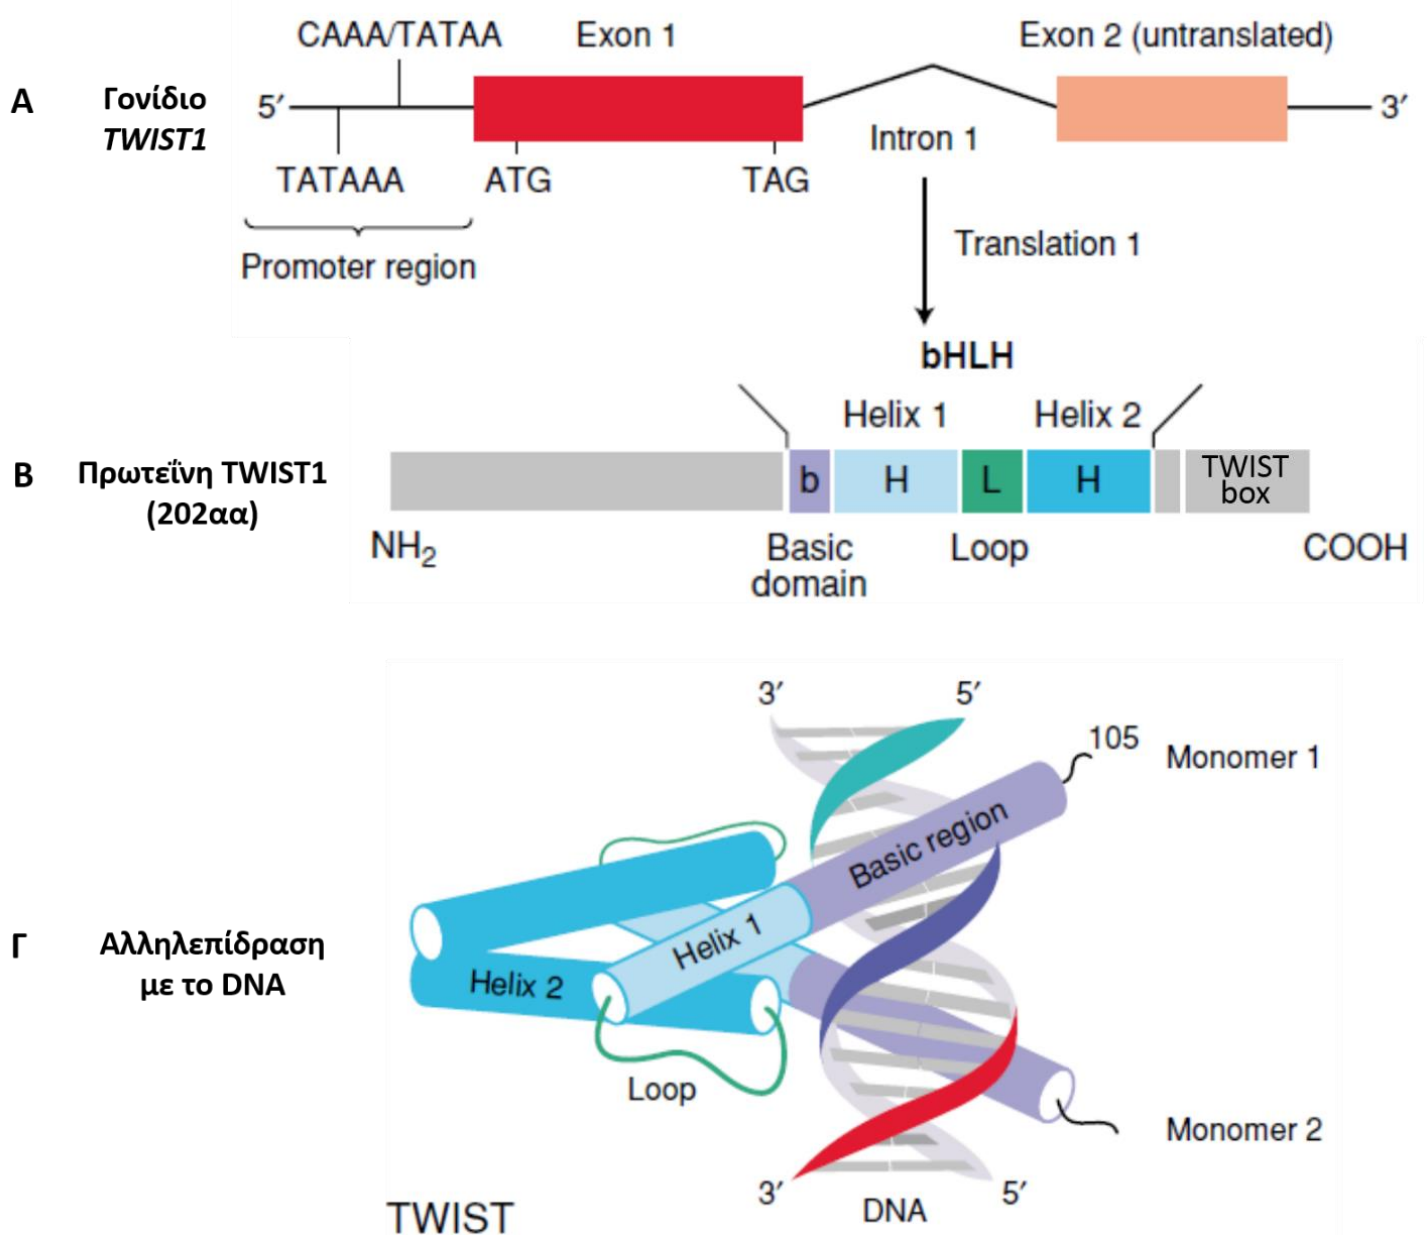 CAAA/TATAA
Exon 1
Exon 2 (untranslated)
A
Γονίδιο
TWIST1
5′
3′
Intron 1
TATAAA
ATG
TAG
Promoter region
Translation 1
bHLH
Helix 1
Helix 2
B
Πρωτεΐνη TWIST1
(202αα)
b
H
L
H
TWIST
box
NH2
Basic
domain
Loop
COOH
3′
5′
105
Monomer 1
Basic region
Γ
Αλληλεπίδραση
με το DNA
Helix 1
Helix 2
Loop
Monomer 2
3′
5′
DNA
TWIST